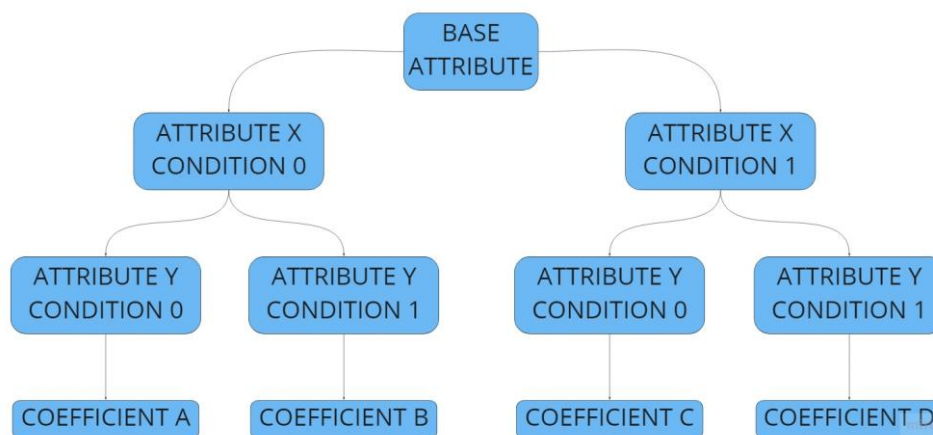 BASE
ATTRIBUTE
ATTRIBUTE X
CONDITION 0
ATTRIBUTE X
CONDITION 1
ATTRIBUTE Y
CONDITION 0
ATTRIBUTE Y
CONDITION 1
ATTRIBUTE Y
CONDITION 0
ATTRIBUTE Y
CONDITION 1
COEFFICIENT A
COEFFICIENT B
COEFFICIENT C
COEFFICIENT D